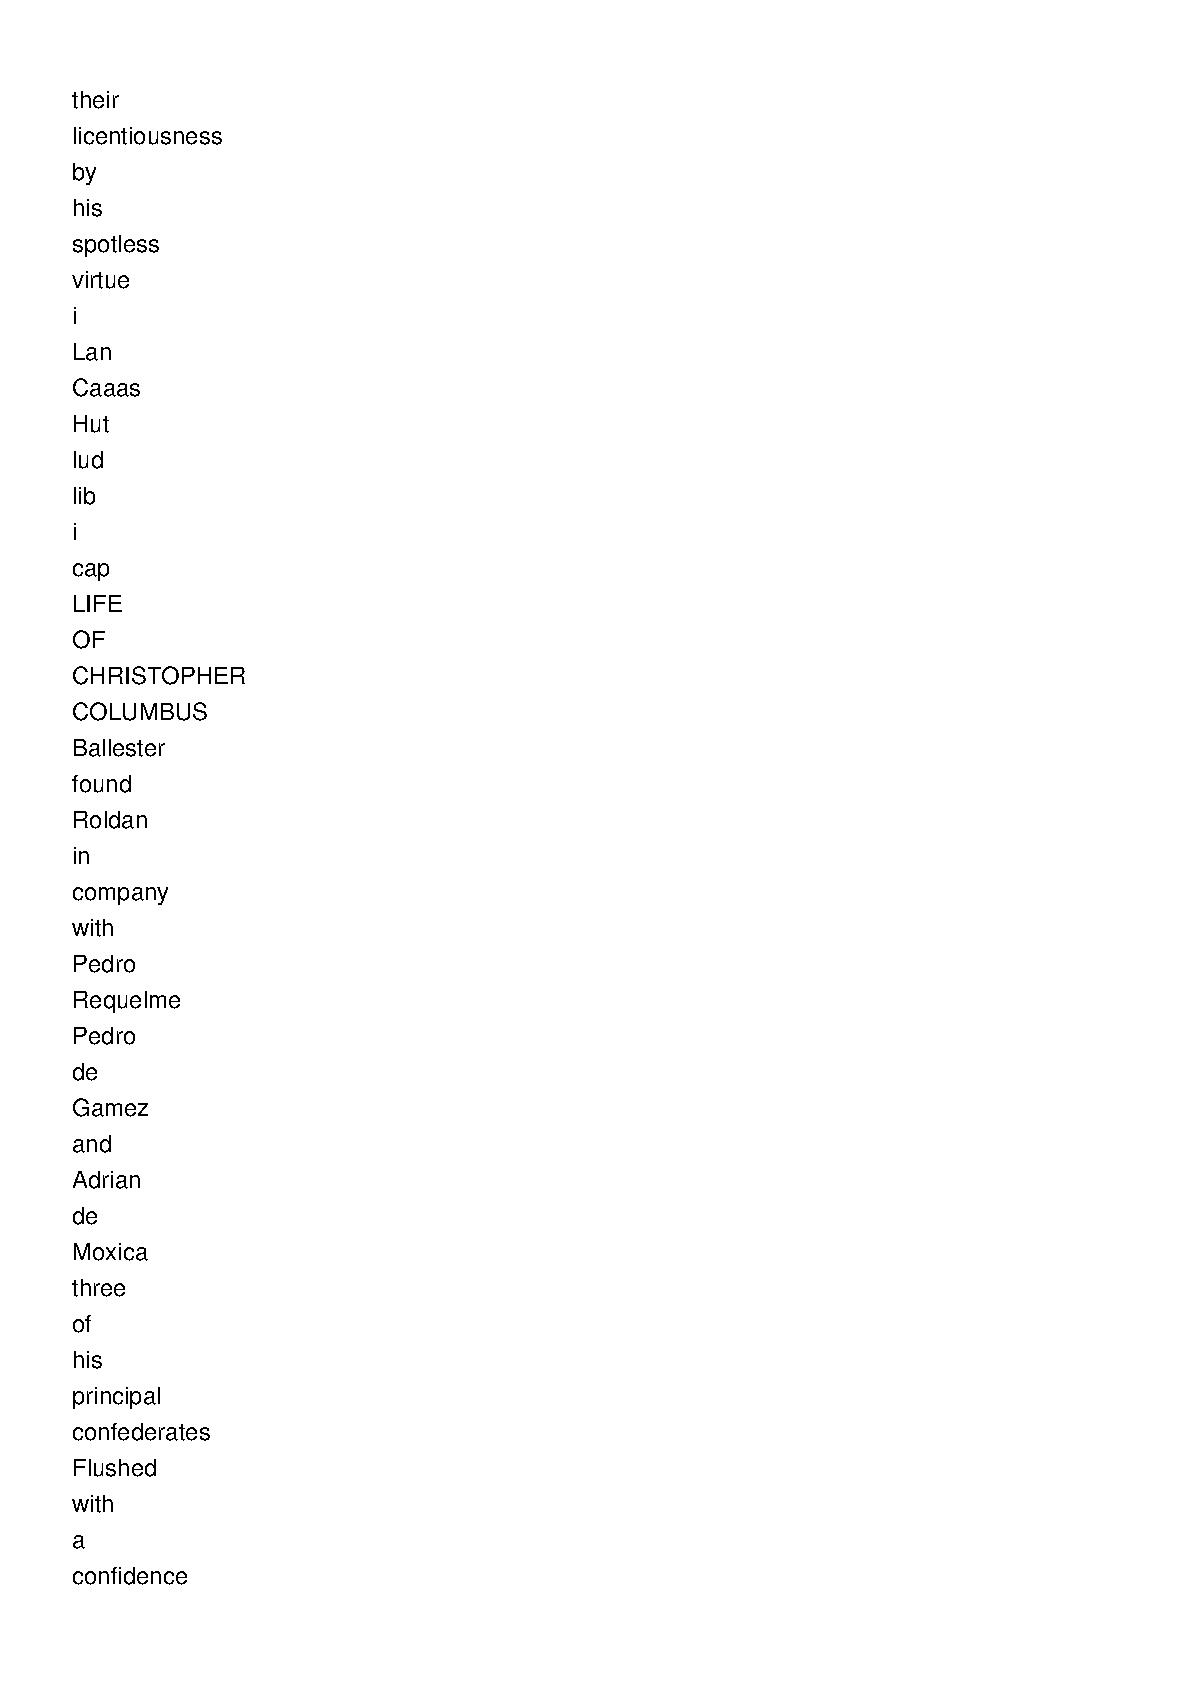 their
licentiousness
by
his
spotless
virtue
i
Lan
Caaas
Hut
lud
lib
i
cap
LIFE
OF
CHRISTOPHER
COLUMBUS
Ballester
found
Roldan
in
company
with
Pedro
Requelme
Pedro
de
Gamez
and
Adrian
de
Moxica
three
of
his
principal
confederates
Flushed
with
a
confidence